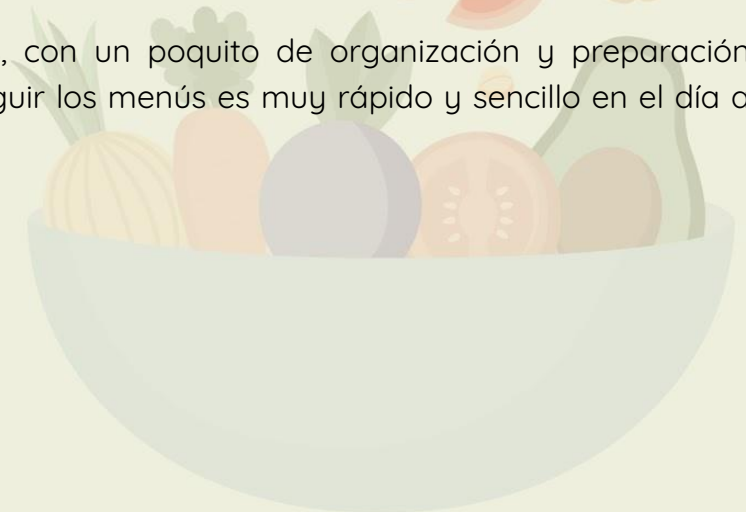 , con un poquito de organización y preparación
guir los menús es muy rápido y sencillo en el día a